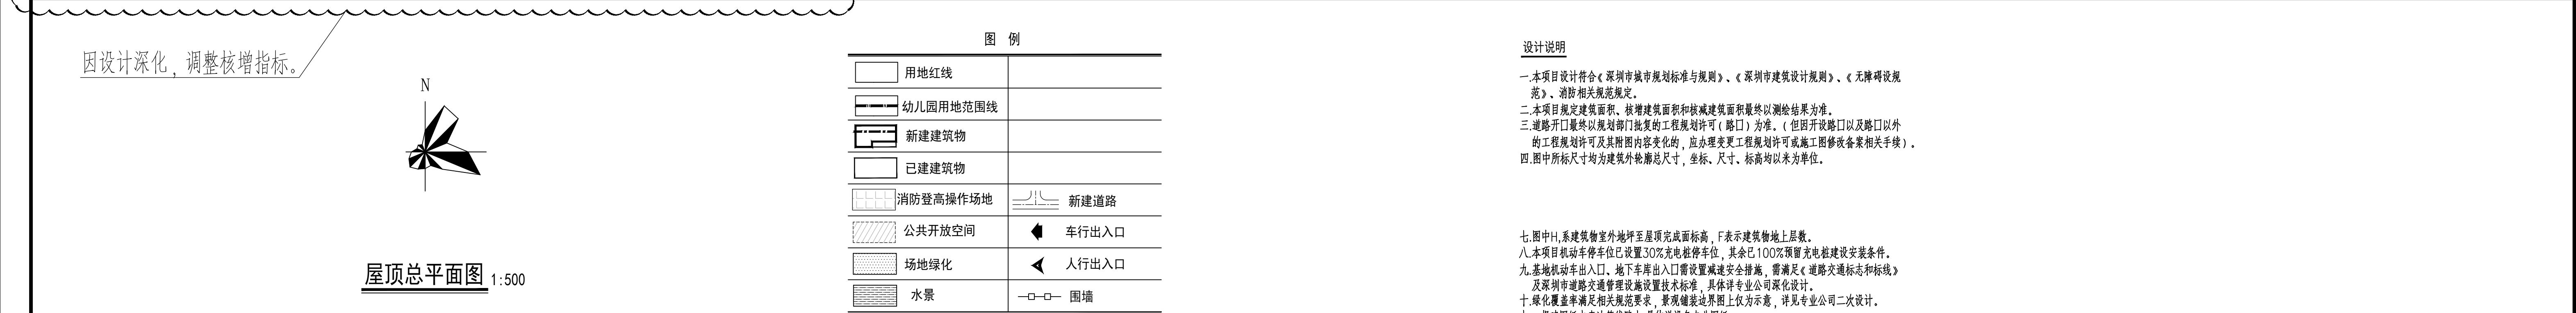 因设计深化，调整核增指标。
N
屋顶总平面图 1:500
图 例
用地红线
幼儿园用地范围线
新建建筑物
已建建筑物
消防登高操作场地
新建道路
公共开放空间
车行出入口
场地绿化
人行出入口
水景
围墙
设计说明
一.本项目设计符合《深圳市城市规划标准与规则》、《深圳市建筑设计规则》、《无障碍设规
范》、消防相关规范规定。
二.本项目规定建筑面积、核增建筑面积和核减建筑面积最终以测绘结果为准。
三.道路开口最终以规划部门批复的工程规划许可（路口）为准。（但因开设路口以及路口以外
的工程规划许可及其附图内容变化的，应办理变更工程规划许可或施工图修改备案相关手续）。
四.图中所标尺寸均为建筑外轮廓总尺寸，坐标、尺寸、标高均以米为单位。
七.图中H,系建筑物室外地坪至屋顶完成面标高，F表示建筑物地上层数。
八.本项目机动车停车位已设置30%充电桩停车位，其余已100%预留充电桩建设安装条件。
九.基地机动车出入口、地下车库出入口需设置减速安全措施，需满足《道路交通标志和标线》
及深圳市道路交通管理设施设置技术标准，具体详专业公司深化设计。
十.绿化覆盖率满足相关规范要求，景观铺装边界图上仅为示意，详见专业公司二次设计。